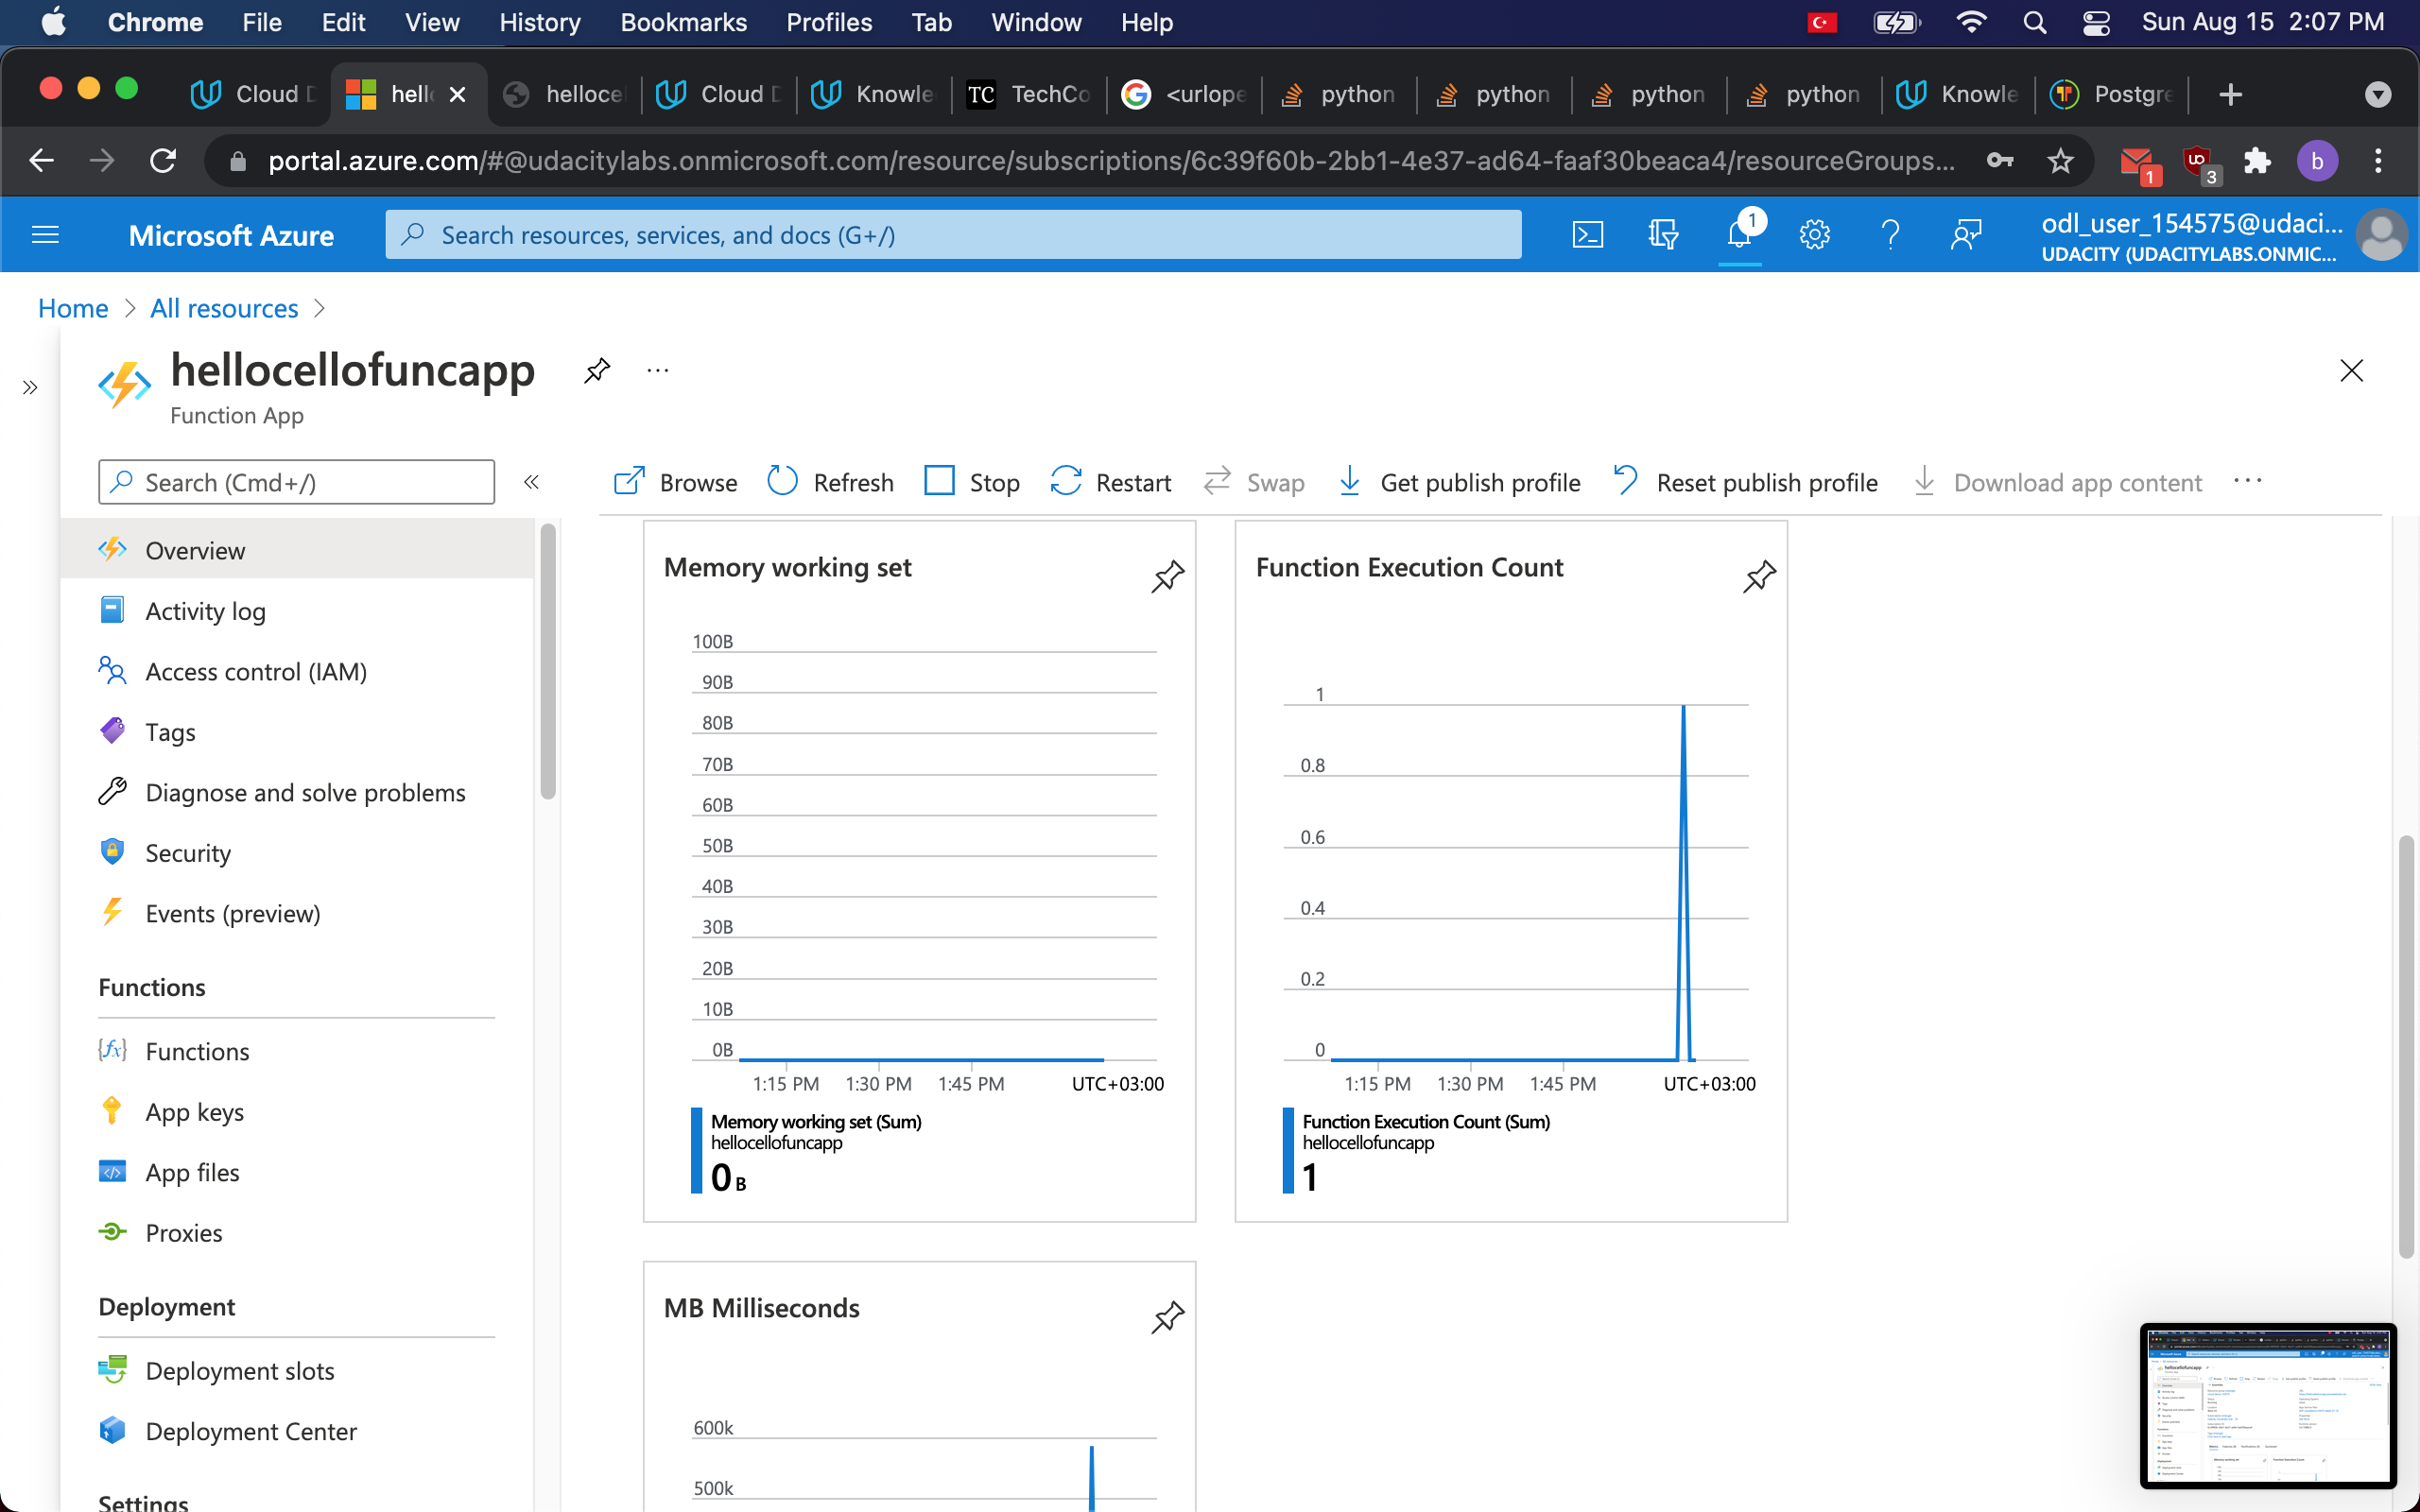 Chrome File Edit View History Bookmarks Profiles Tab Window Help Sun Aug 15 2:07 PM
Cloud D hell hellocel Cloud D Knowle TC TechCo <urlope python python python python Knowle Postgre
portal.azure.com/#@udacitylabs.onmicrosoft.com/resource/subscriptions/6c39f60b-2bb1-4e37-ad64-faaf30beaca4/resourceGroups... 1 3 b
Microsoft Azure Search resources, services, and docs (G+/) 1 odl_user_154575@udaci...
UDACITY (UDACITYLABS.ONMIC...
Home > All resources >
hellocellofuncapp ...
Function App
Search (Cmd+/) Browse Refresh Stop Restart Swap Get publish profile Reset publish profile Download app content ...
Overview
Activity log
Access control (IAM)
Tags
Diagnose and solve problems
Security
Events (preview)
Functions
Functions
App keys
App files
Proxies
Deployment
Deployment slots
Deployment Center
Settings
Memory working set
100B
90B
80B
70B
60B
50B
40B
30B
20B
10B
0B
1:15 PM 1:30 PM 1:45 PM UTC+03:00
Memory working set (Sum)
hellocellofuncapp
0 B
Function Execution Count
1
0.8
0.6
0.4
0.2
0
1:15 PM 1:30 PM 1:45 PM UTC+03:00
Function Execution Count (Sum)
hellocellofuncapp
1
MB Milliseconds
600k
500k